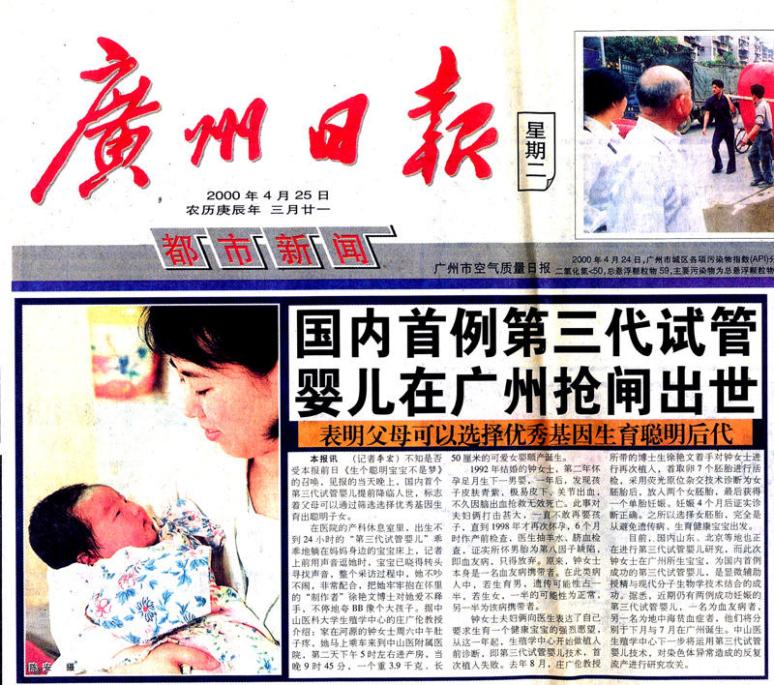 廣州日报
星期二
2000年4月25日
农历庚辰年 三月廿一
都市新闻
广州市空气质量日报
2000年4月24日,广州市城区各项污染物指数(API)分
二氧化氮<50,总悬浮颗粒物59,主要污染物为总悬浮颗粒物
国内首例第三代试管
婴儿在广州抢闸出世
表明父母可以选择优秀基因生育聪明后代
本报讯 （记者李宏）不知是否
受本报前日《生个聪明宝宝不是梦》
的召唤，见报的当天晚上，国内首个
第三代试管婴儿提前降临人世，标志
着父母可以通过筛选选择优秀基因生
育出聪明子女。
在医院的产科休息室里，出生不
到24小时的“第三代试管婴儿”乖
乖地躺在妈妈身边的宝宝床上，记者
上前用声音逗她时，宝宝已晓得转头
寻找声音，整个采访过程中，她不吵
不闹，非常配合，把她牢牢抱在怀里
的“制作者”徐艳文博士对她爱不释
手，不停地夸BB像个大孩子。据中
山医科大学生殖学中心的庄广伦教授
介绍：家在河源的钟女士周六中午肚
子疼，她马上乘车来到中山医附属医
院，第二天下午5时左右进产房，当
晚9时45分，一个重3.9千克，长
50厘米的可爱女婴顺产诞生。
1992年结婚的钟女士，第二年怀
孕足月生下一男婴，一年后，发现孩
子皮肤青紫，极易皮下、关节出血，
不久因脑出血抢救无效死亡。此事对
夫妇俩打击甚大，一直不敢再要孩
子，直到1998年才再次怀孕，6个月
时作产前检查，医生抽羊水、脐血检
查，证实所怀男胎为第八因子缺陷，
即血友病，只得放弃。原来，钟女士
本身是一名血友病携带者。在此类病
人中，若生育男，遗传可能性占一
半，若生女，一半的可能性为正常，
另一半为该病携带者。
钟女士夫妇俩向医生表达了自己
要求生育一个健康宝宝的强烈愿望，
从这一年起，生殖学中心开始做植入
前诊断，即第三代试管婴儿技术，首
次植入失败。去年8月，庄广伦教授
所带的博士生徐艳文着手对钟女士进
行再次植入，首取卵7个胚胎进行活
检，采用荧光原位杂交技术诊断为女
胚胎后，放入两个女胚胎，最后获得
一个单胎妊娠。妊娠4个月后证实诊
断正确。之所以选择女胚胎，完全是
从避免遗传病，生育健康宝宝出发。
目前，国内山东、北京等地也正
在进行第三代试管婴儿研究，而此次
钟女士在广州所生宝宝，为国内首例
成功的第三代试管婴儿，是显微辅助
授精与现代分子生物学技术结合的成
功。据悉，近期仍有两例成功妊娠的
第三代试管婴儿，一名为血友病者，
另一名为地中海贫血症者，他们将分
别于下月与7月在广州诞生。中山医
生殖学中心下一步将运用第三代试管
婴儿技术，对染色体异常造成的反复
流产进行研究攻关。